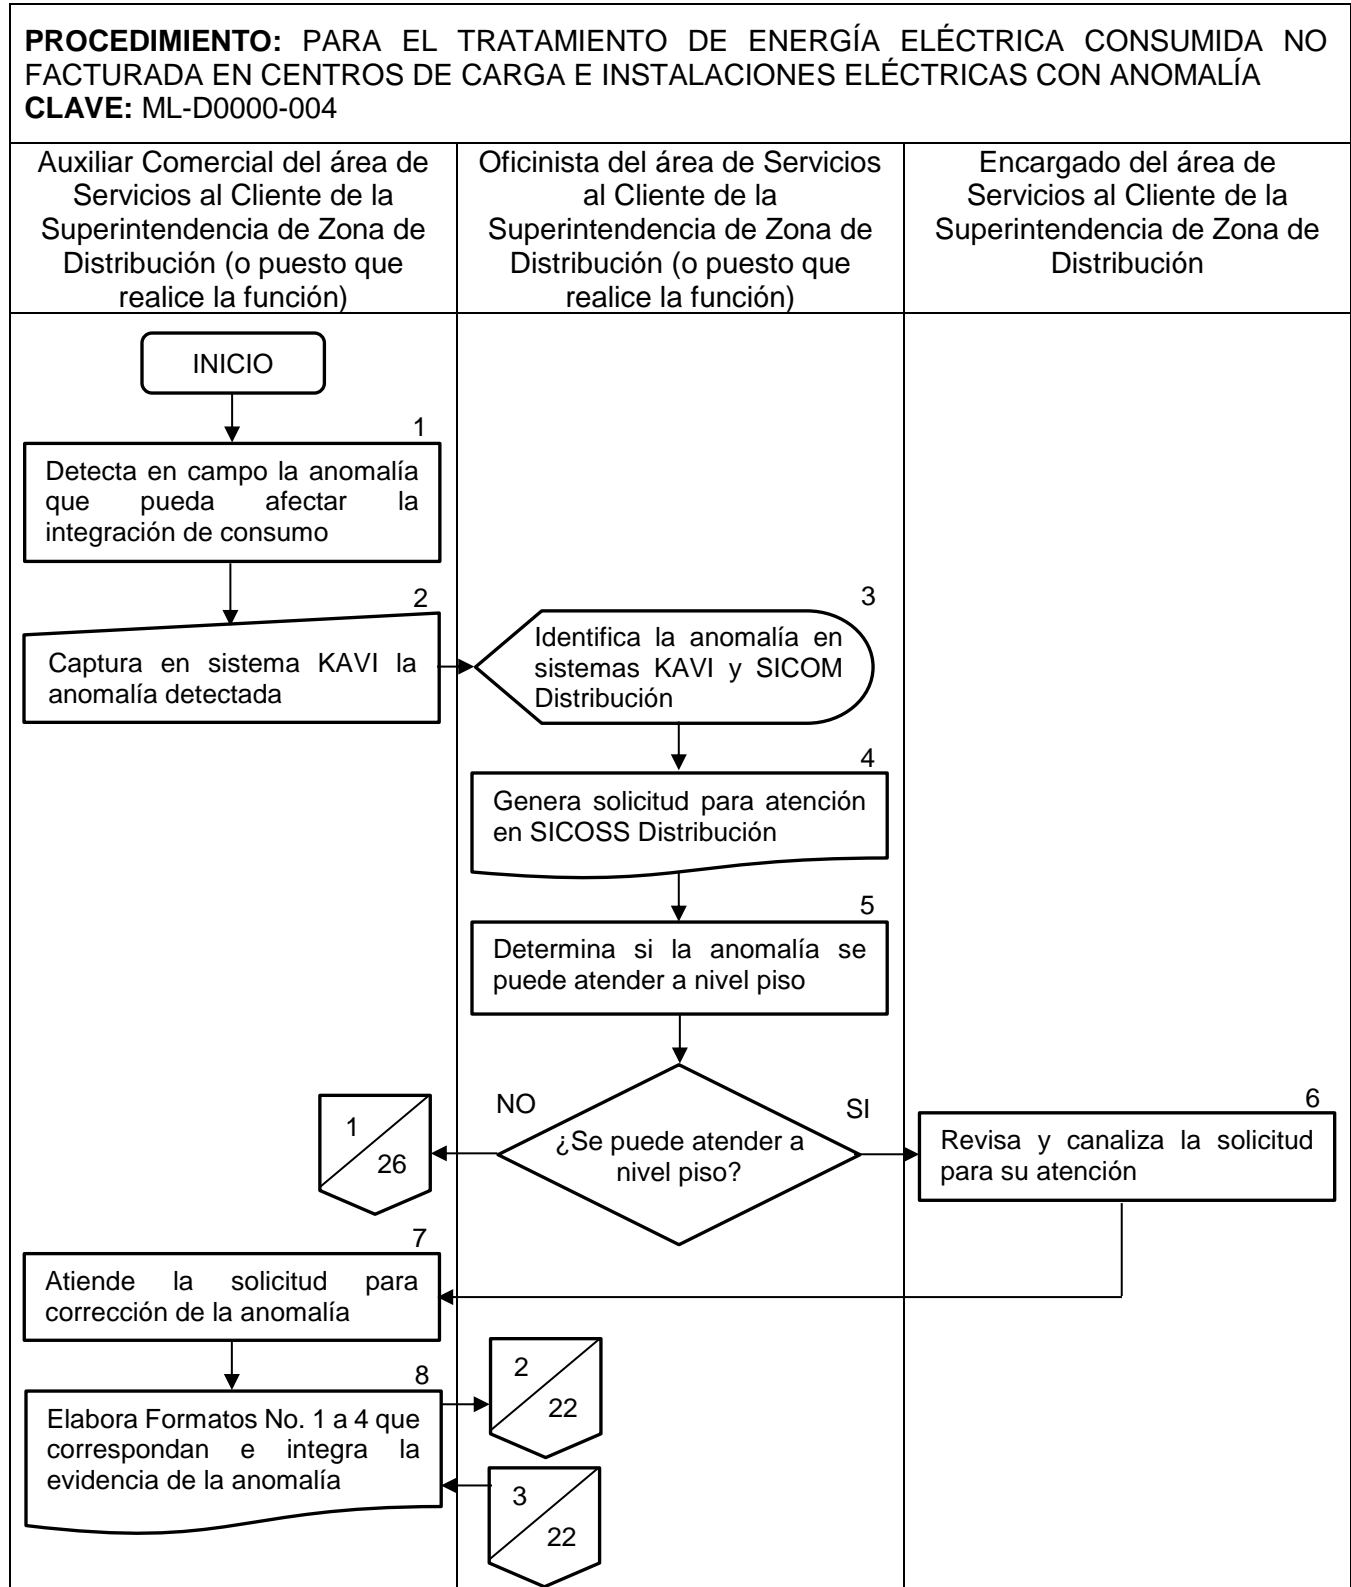 PROCEDIMIENTO: PARA EL TRATAMIENTO DE ENERGÍA ELÉCTRICA CONSUMIDA NO
FACTURADA EN CENTROS DE CARGA E INSTALACIONES ELÉCTRICAS CON ANOMALÍA
CLAVE: ML-D0000-004
Auxiliar Comercial del área de
Servicios al Cliente de la
Superintendencia de Zona de
Distribución (o puesto que
realice la función)
Oficinista del área de Servicios
al Cliente de la
Superintendencia de Zona de
Distribución (o puesto que
realice la función)
Encargado del área de
Servicios al Cliente de la
Superintendencia de Zona de
Distribución
INICIO
1
Detecta en campo la anomalía
que pueda afectar la
integración de consumo
2
Captura en sistema KAVI la
anomalía detectada
3
Identifica la anomalía en
sistemas KAVI y SICOM
Distribución
4
Genera solicitud para atención
en SICOSS Distribución
5
Determina si la anomalía se
puede atender a nivel piso
¿Se puede atender a
nivel piso?
NO
1
26
SI
6
Revisa y canaliza la solicitud
para su atención
7
Atiende la solicitud para
corrección de la anomalía
8
Elabora Formatos No. 1 a 4 que
correspondan e integra la
evidencia de la anomalía
2
22
3
22